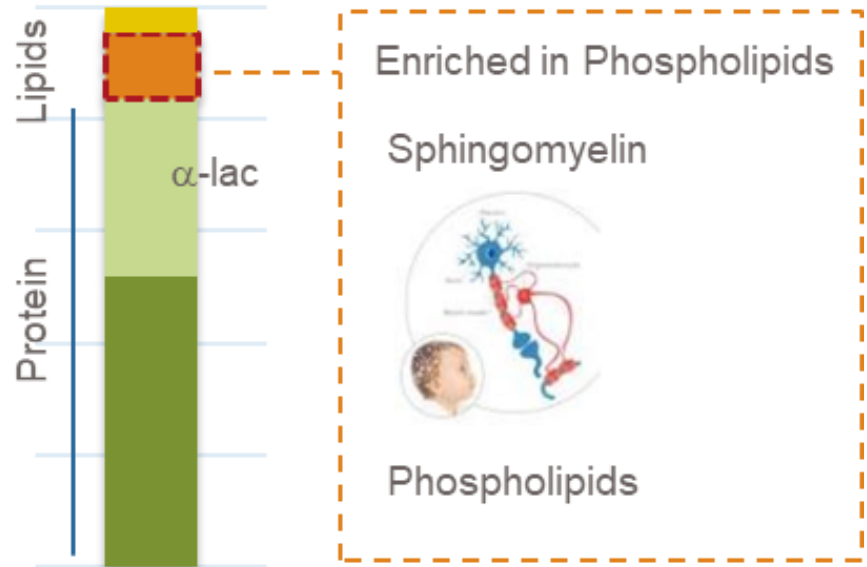 Lipids
Protein
α-lac
Enriched in Phospholipids
Sphingomyelin
Phospholipids